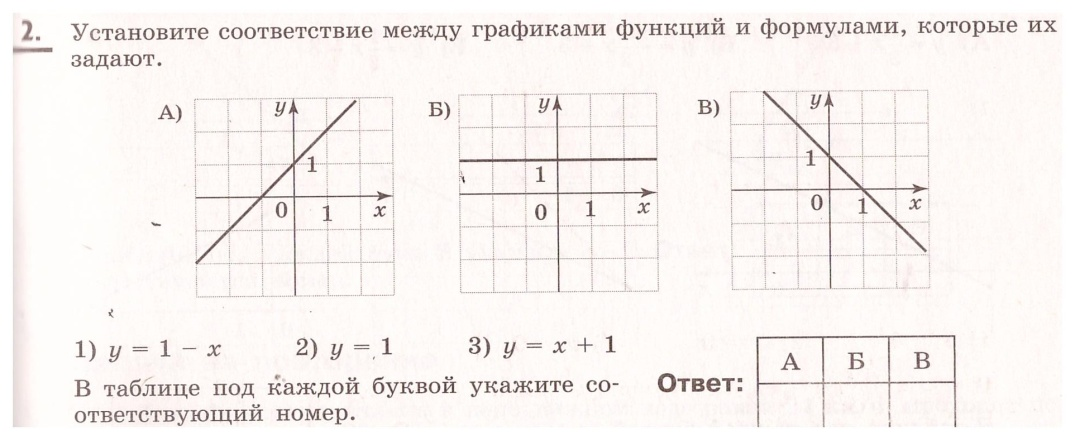 2. Установите соответствие между графиками функций и формулами, которые их
задают.
А) y 1 0 1 x
Б) y 1 0 1 x
В) y 1 0 1 x
1) y = 1 − x 2) y = 1 3) y = x + 1
В таблице под каждой буквой укажите со-
ответствующий номер.
Ответ:
А Б В